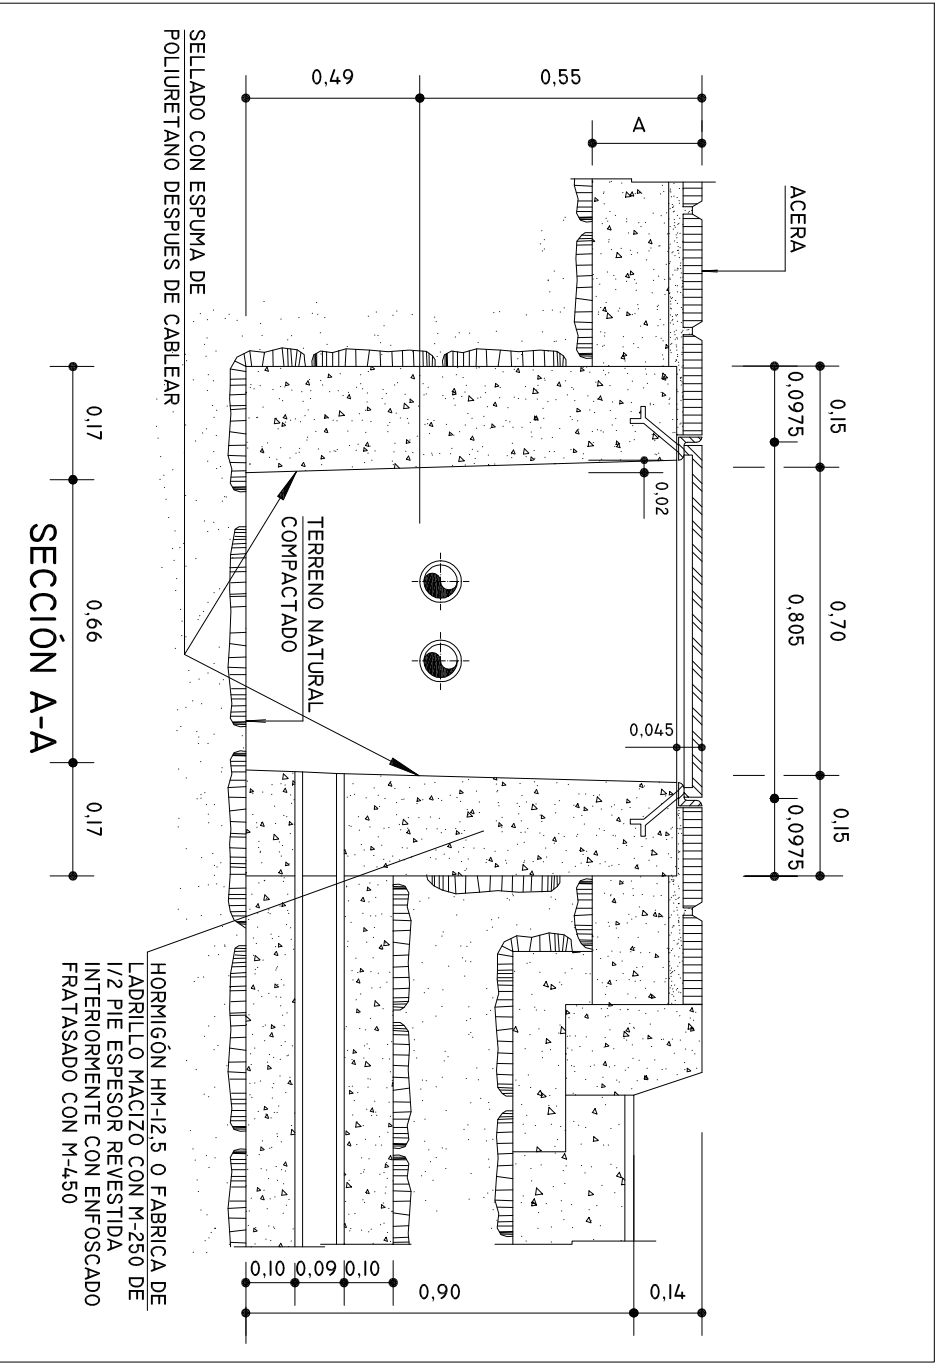 ACERA
0,15
0,70
0,15
0,0975
0,805
0,0975
A
0,55
0,49
0,02
0,045
TERRENO NATURAL
COMPACTADO
SELLADO CON ESPUMA DE
POLIURETANO DESPUES DE CABLEAR
0,14
0,90
0,10
0,09
0,10
HORMIGÓN HM-12,5 O FABRICA DE
LADRILLO MACIZO CON M-250 DE
1/2 PIE ESPESOR REVESTIDA
INTERIORMENTE CON ENFOSCADO
FRATASADO CON M-450
0,17
0,66
0,17
SECCIÓN A-A